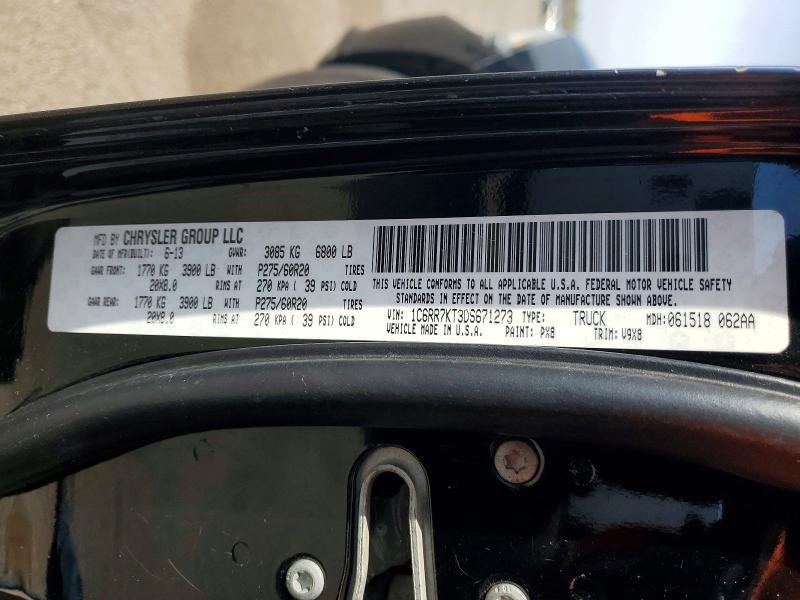 MFD BY CHRYSLER GROUP LLC
DATE OF MFR(BUILT): 6-13 GVWR: 3085 KG 6800 LB
GAWR FRONT: 1770 KG 3900 LB WITH P275/60R20 TIRES
20X8.0 RIMS AT 270 KPA ( 39 PSI) COLD
GAWR REAR: 1770 KG 3900 LB WITH P275/60R20 TIRES
20X8.0 RIMS AT 270 KPA ( 39 PSI) COLD
THIS VEHICLE CONFORMS TO ALL APPLICABLE U.S.A. FEDERAL MOTOR VEHICLE SAFETY
STANDARDS IN EFFECT ON THE DATE OF MANUFACTURE SHOWN ABOVE.
VIN: 1C6RR7KT3DS671273 TYPE: TRUCK MDH: 061518 062AA
VEHICLE MADE IN U.S.A. PAINT: PX8 TRIM: V9X8